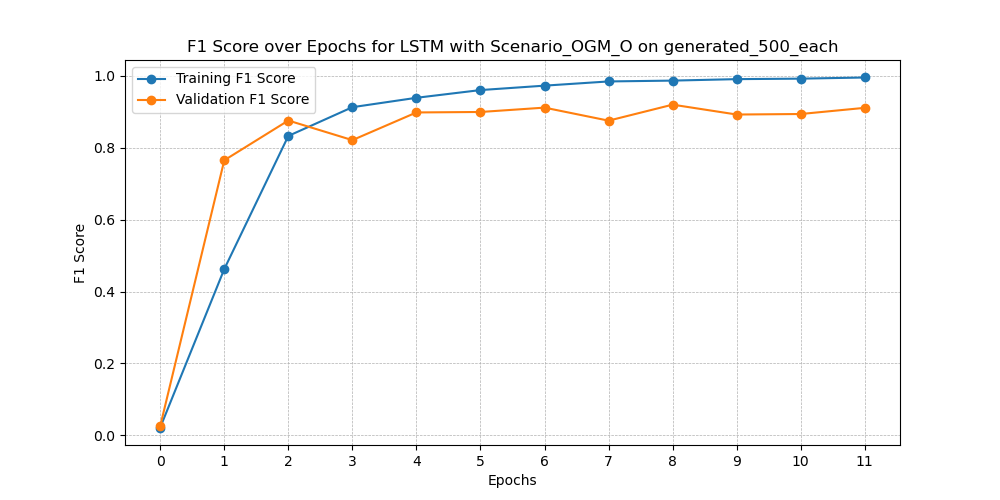 F1 Score over Epochs for LSTM with Scenario_OGM_O on generated_500_each
Training F1 Score
Validation F1 Score
1.0
0.8
0.6
0.4
0.2
0.0
F1 Score
0 1 2 3 4 5 6 7 8 9 10 11
Epochs